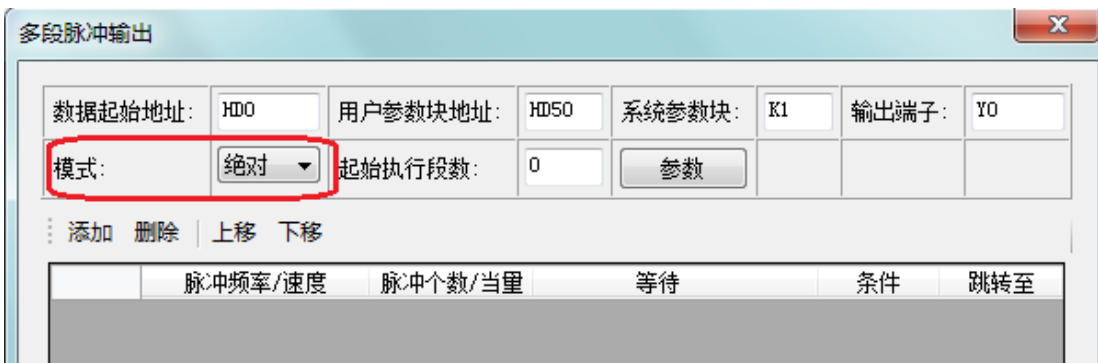 多段脉冲输出
数据起始地址: HD0 用户参数块地址: HD50 系统参数块: K1 输出端子: Y0
模式: 绝对 起始执行段数: 0 参数
添加 删除 上移 下移
脉冲频率/速度 脉冲个数/当量 等待 条件 跳转至